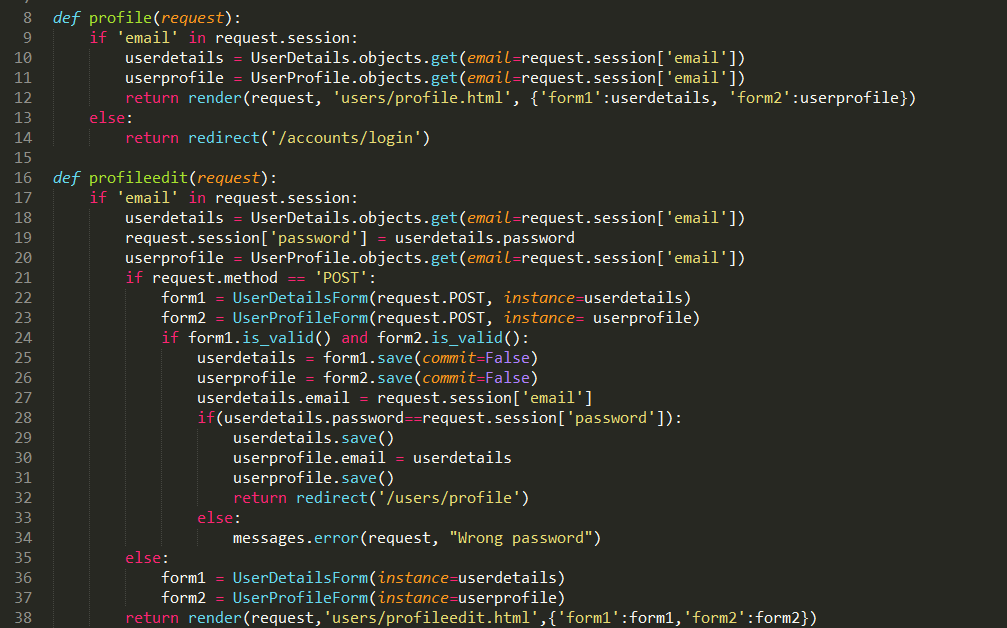 8 def profile(request):
9     if 'email' in request.session:
10         userdetails = UserDetails.objects.get(email=request.session['email'])
11         userprofile = UserProfile.objects.get(email=request.session['email'])
12         return render(request, 'users/profile.html', {'form1':userdetails, 'form2':userprofile})
13     else:
14         return redirect('/accounts/login')
15
16 def profileedit(request):
17     if 'email' in request.session:
18         userdetails = UserDetails.objects.get(email=request.session['email'])
19         request.session['password'] = userdetails.password
20         userprofile = UserProfile.objects.get(email=request.session['email'])
21         if request.method == 'POST':
22             form1 = UserDetailsForm(request.POST, instance=userdetails)
23             form2 = UserProfileForm(request.POST, instance= userprofile)
24             if form1.is_valid() and form2.is_valid():
25                 userdetails = form1.save(commit=False)
26                 userprofile = form2.save(commit=False)
27                 userdetails.email = request.session['email']
28                 if(userdetails.password==request.session['password']):
29                     userdetails.save()
30                     userprofile.email = userdetails
31                     userprofile.save()
32                     return redirect('/users/profile')
33                 else:
34                     messages.error(request, "Wrong password")
35         else:
36             form1 = UserDetailsForm(instance=userdetails)
37             form2 = UserProfileForm(instance=userprofile)
38         return render(request,'users/profileedit.html',{'form1':form1,'form2':form2})